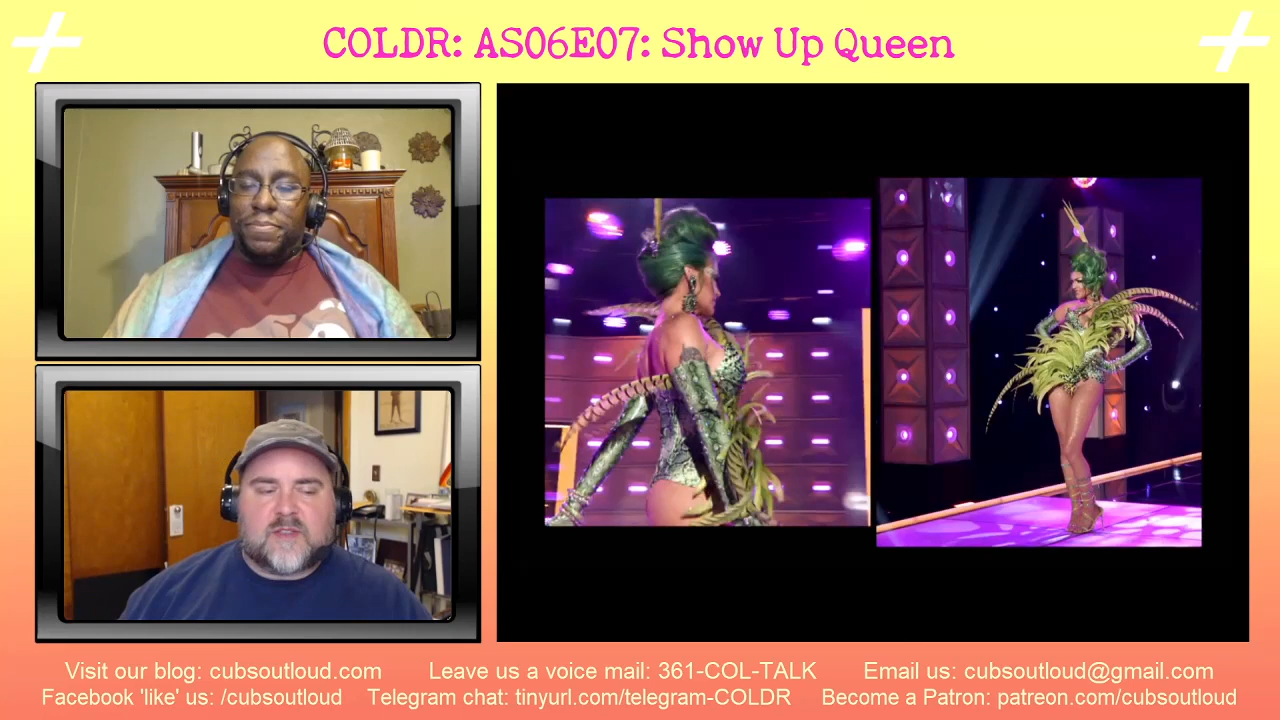 COLDR: AS06E07: Show Up Queen
Visit our blog: cubsoutloud.com Leave us a voice mail: 361-COL-TALK Email us: cubsoutloud@gmail.com
Facebook 'like' us: /cubsoutloud Telegram chat: tinyurl.com/telegram-COLDR Become a Patron: patreon.com/cubsoutloud